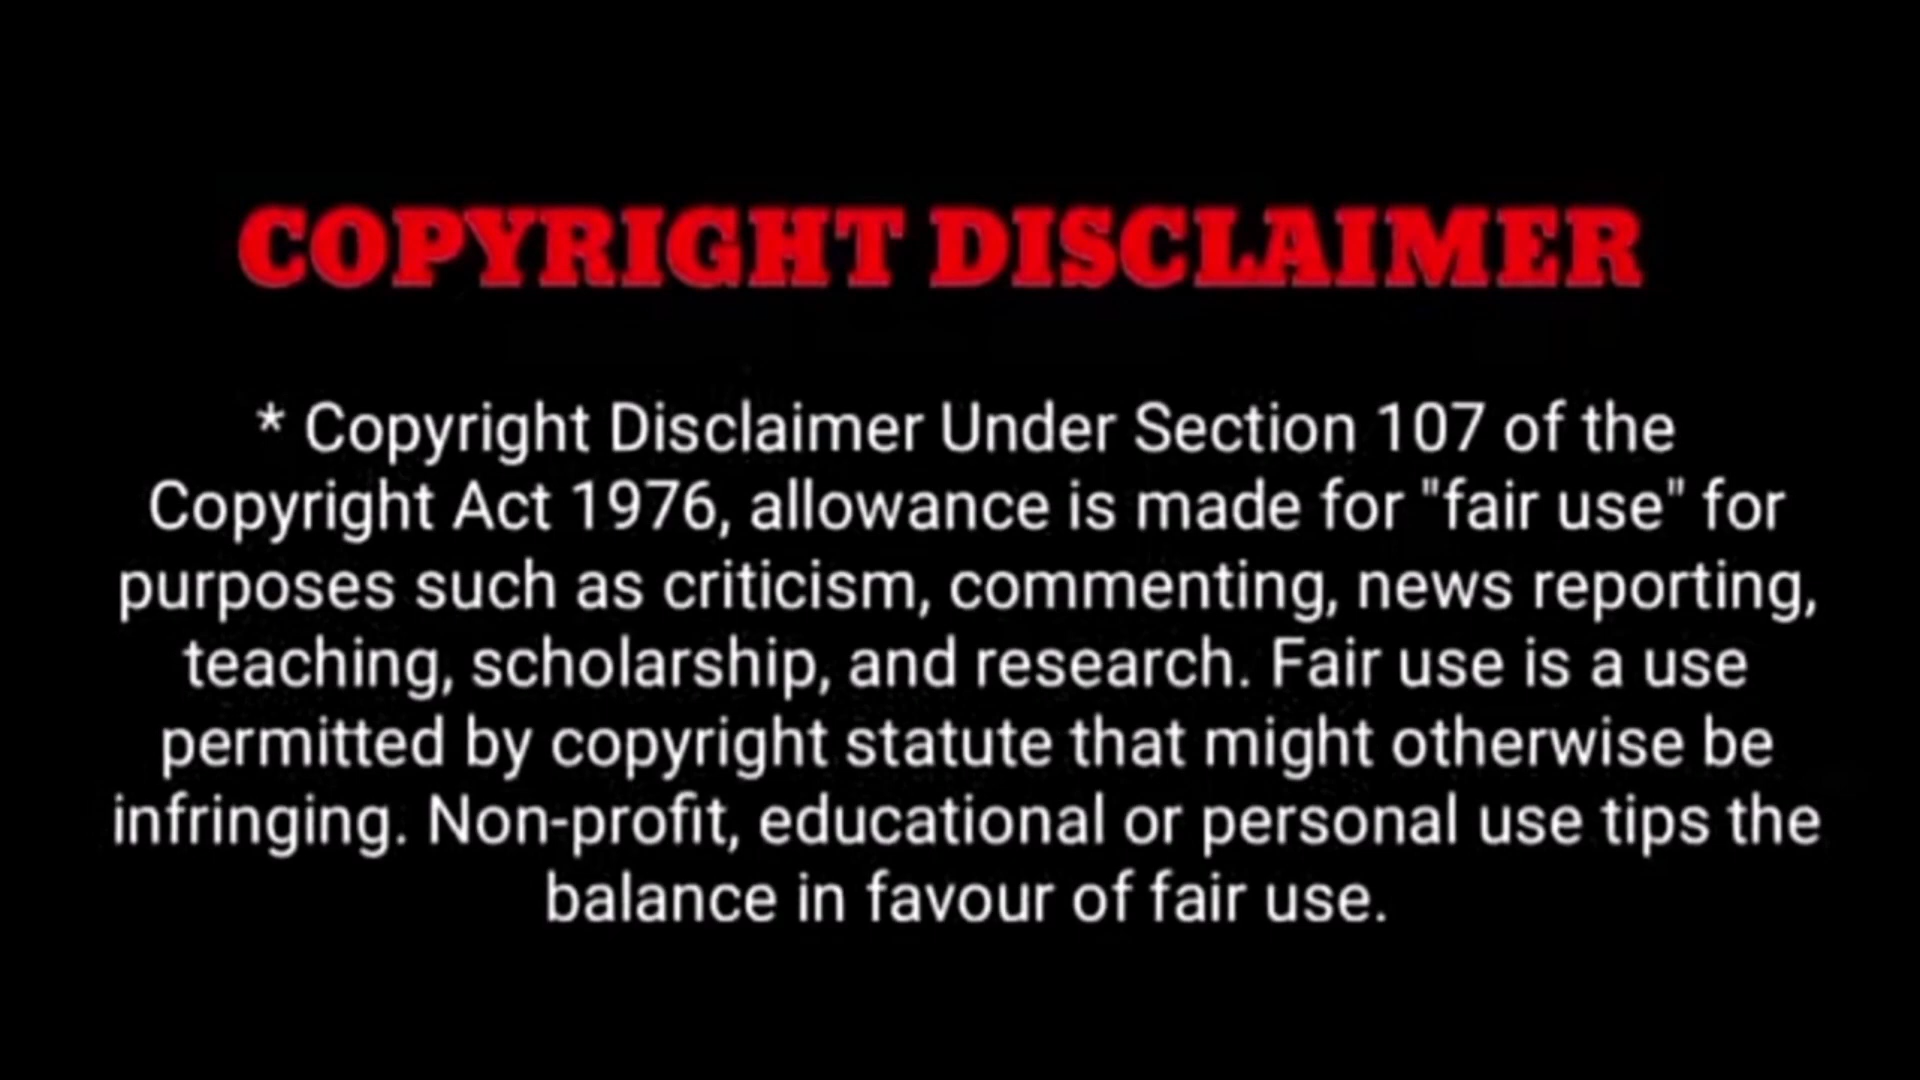 COPYRIGHT DISCLAIMER
* Copyright Disclaimer Under Section 107 of the
Copyright Act 1976, allowance is made for "fair use" for
purposes such as criticism, commenting, news reporting,
teaching, scholarship, and research. Fair use is a use
permitted by copyright statute that might otherwise be
infringing. Non-profit, educational or personal use tips the
balance in favour of fair use.